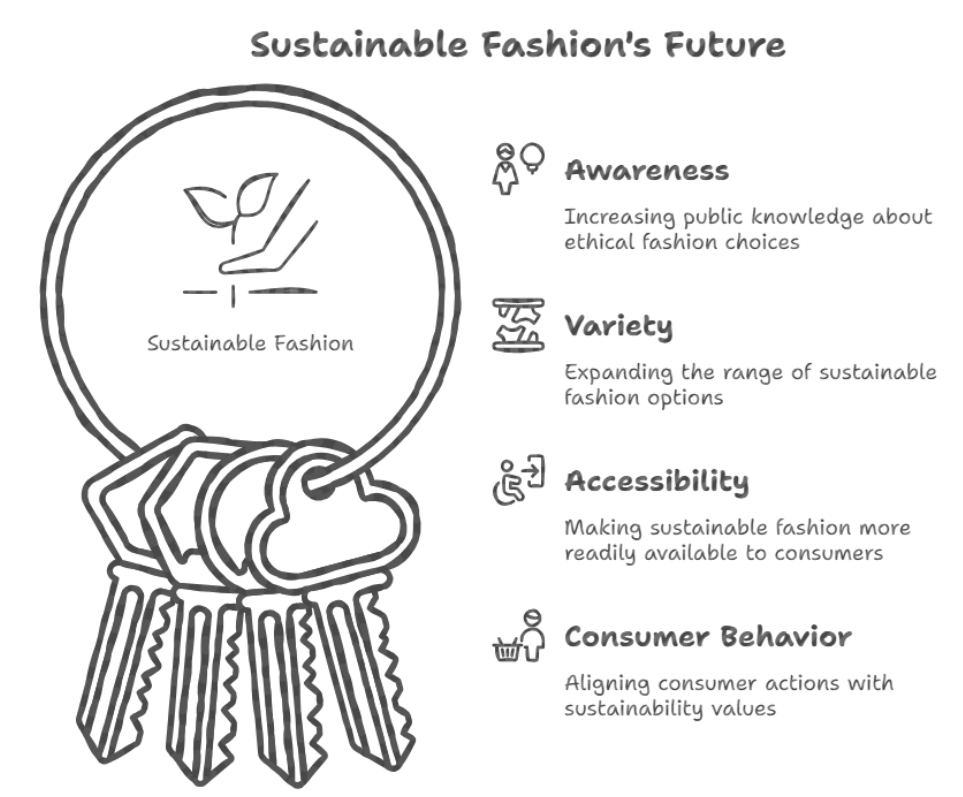 Sustainable Fashion's Future
Sustainable Fashion
Awareness
Increasing public knowledge about
ethical fashion choices
Variety
Expanding the range of sustainable
fashion options
Accessibility
Making sustainable fashion more
readily available to consumers
Consumer Behavior
Aligning consumer actions with
sustainability values